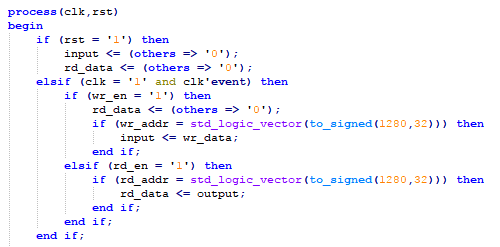 process(clk,rst)
begin
    if (rst = '1') then
        input <= (others => '0');
        rd_data <= (others => '0');
    elsif (clk = '1' and clk'event) then
        if (wr_en = '1') then
            rd_data <= (others => '0');
            if (wr_addr = std_logic_vector(to_signed(1280,32))) then
                input <= wr_data;
            end if;
        elsif (rd_en = '1') then
            if (rd_addr = std_logic_vector(to_signed(1280,32))) then
                rd_data <= output;
            end if;
        end if;
    end if;